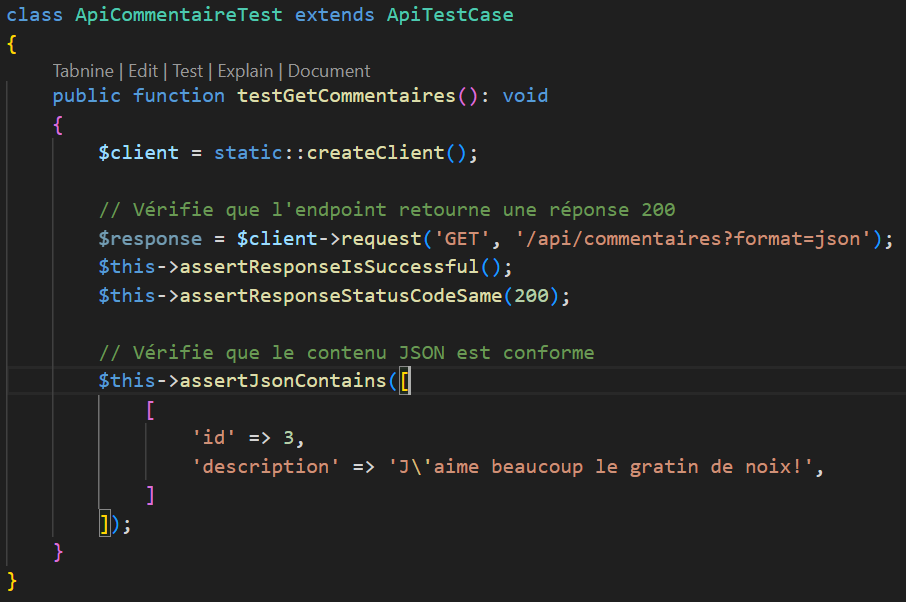 class ApiCommentaireTest extends ApiTestCase
{
Tabnine | Edit | Test | Explain | Document
public function testGetCommentaires(): void
{
$client = static::createClient();
// Vérifie que l'endpoint retourne une réponse 200
$response = $client->request('GET', '/api/commentaires?format=json');
$this->assertResponseIsSuccessful();
$this->assertResponseStatusCodeSame(200);
// Vérifie que le contenu JSON est conforme
$this->assertJsonContains([
[
'id' => 3,
'description' => 'J\'aime beaucoup le gratin de noix!',
]
]);
}
}